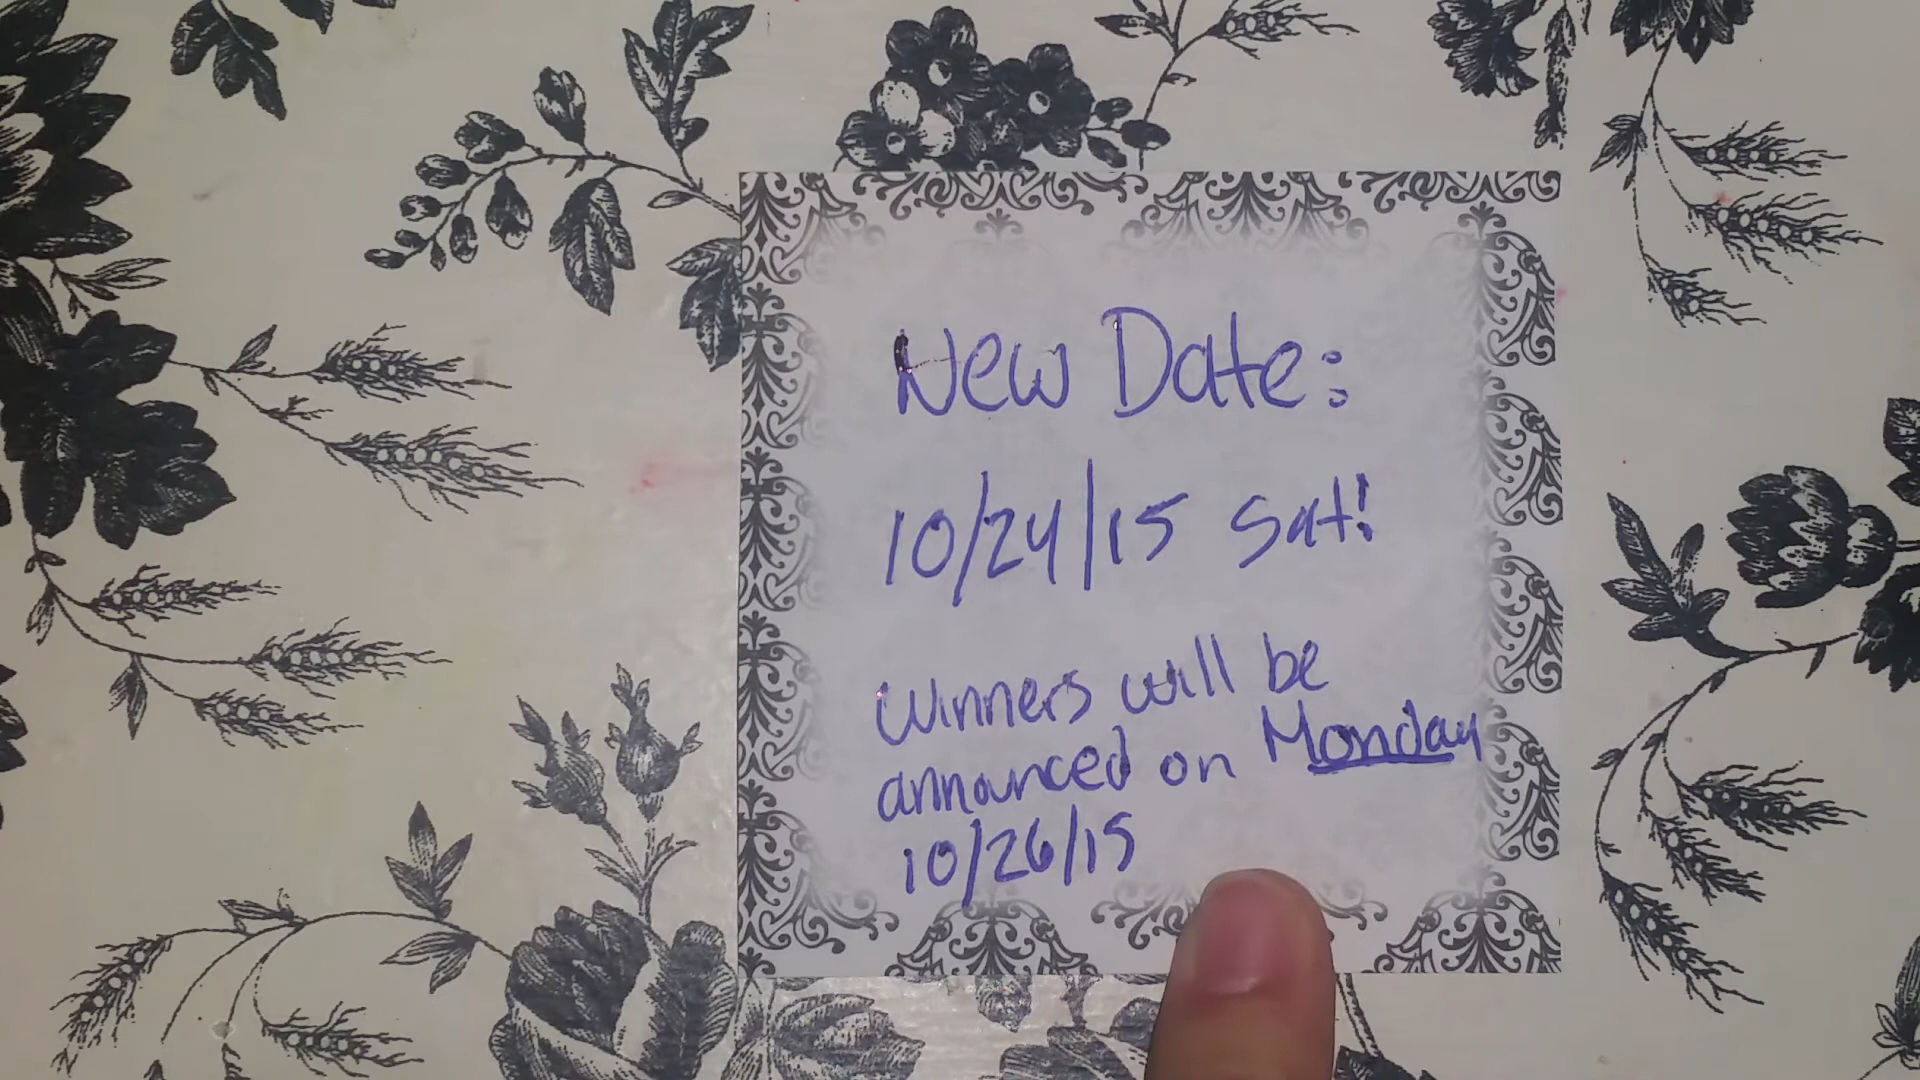 New Date:
10/24/15 Sat!
Winners will be
announced on Monday
10/26/15